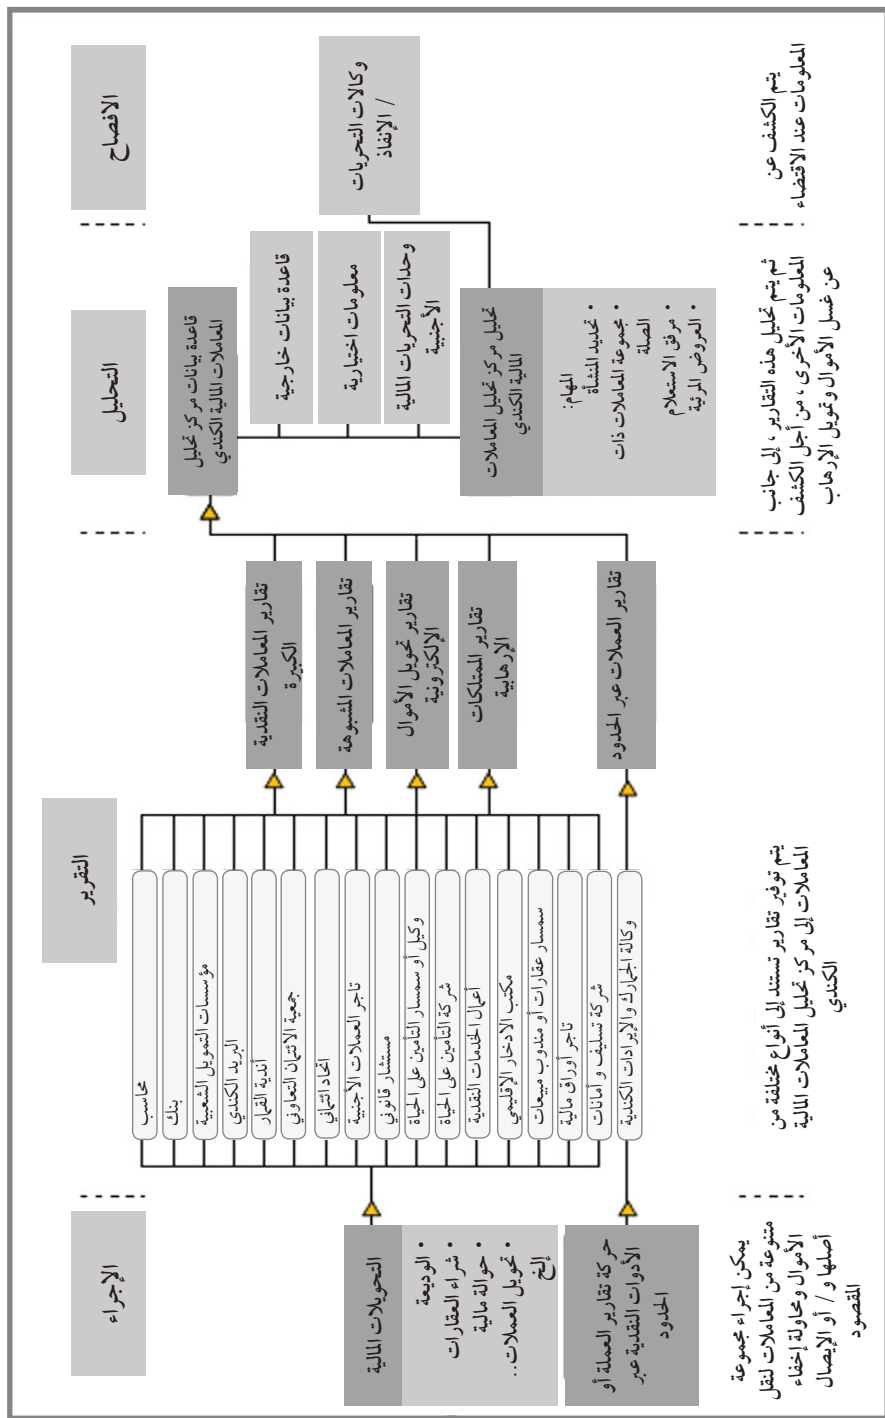 الإجراء
التقرير
التحليل
الافصاح
التحويلات المالية
• الوديعة
• شراء العقارات
• حوالة مالية
• تحويل العملات..
إلخ
حركة تقارير العملة أو
الأدوات النقدية عبر
الحدود
محاسب
بنك
مؤسسات التمويل الشعبية
البريد الكندي
أندية القمار
جمعية الائتمان التعاوني
اتحاد ائتماني
تاجر العملات الأجنبية
مستشار قانوني
وكيل أو سمسار التأمين على الحياة
شركة التأمين على الحياة
أعمال الخدمات النقدية
مكتب الادخار الإقليمي
سمسار عقارات أو مندوب مبيعات
تاجر أوراق مالية
شركة تسليف و أمانات
وكالة الجمارك والإيرادات الكندية
تقارير المعاملات النقدية
الكبيرة
تقارير المعاملات المشبوهة
تقارير تحويل الأموال
الإلكترونية
تقارير الممتلكات
الإرهابية
تقارير العملات عبر الحدود
قاعدة بيانات مركز تحليل
المعاملات المالية الكندي
قاعدة بيانات خارجية
معلومات اختيارية
وحدات التحريات المالية
الأجنبية
تحليل مركز تحليل المعاملات
المالية الكندي
المهام:
• تحديد المنشأة
• مجموعة المعاملات ذات
الصلة
• مرفق الاستعلام
• العروض المرئية
وكالات التحريات
/ الإنفاذ
يمكن إجراء مجموعة
متنوعة من المعاملات لنقل
الأموال ومحاولة إخفاء
أصلها و / أو الإيصال
المقصود
يتم توفير تقارير تستند إلى أنواع مختلفة من
المعاملات إلى مركز تحليل المعاملات المالية
الكندي
ثم يتم تحليل هذه التقارير ، إلى جانب
المعلومات الأخرى ، من أجل الكشف
عن غسل الأموال وتمويل الإرهاب
يتم الكشف عن
المعلومات عند الاقتضاء